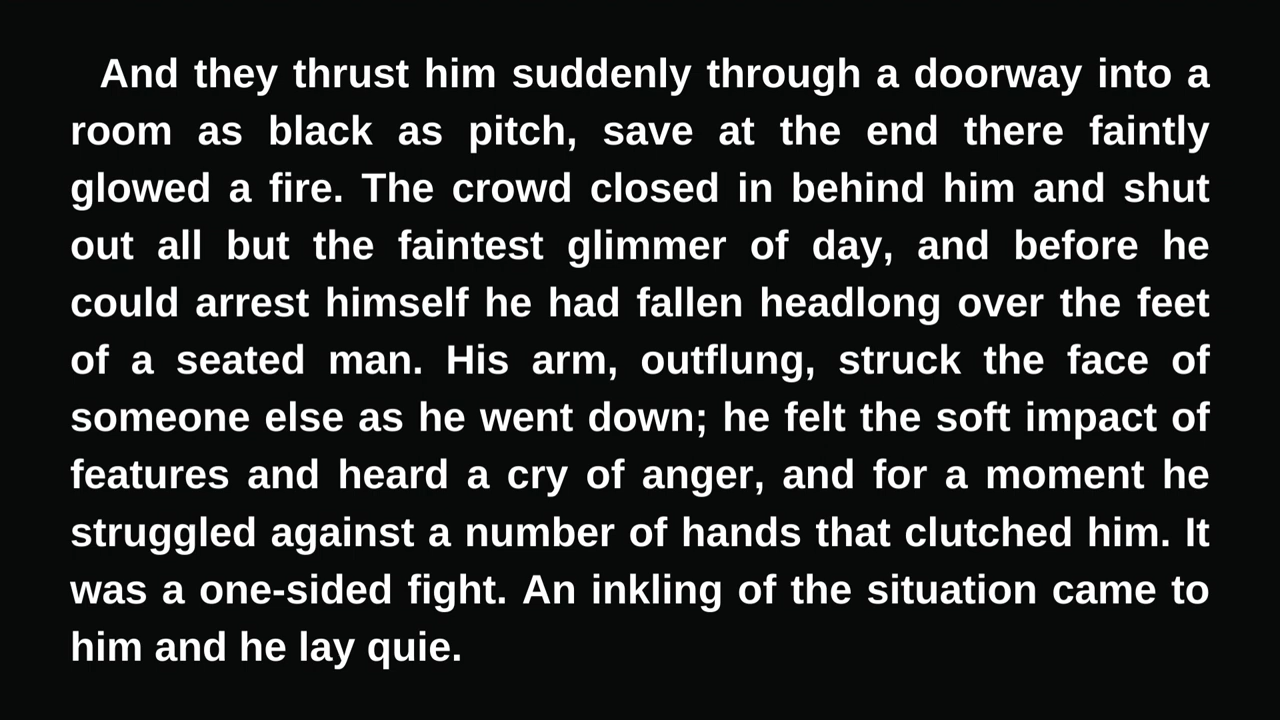 And they thrust him suddenly through a doorway into a
room as black as pitch, save at the end there faintly
glowed a fire. The crowd closed in behind him and shut
out all but the faintest glimmer of day, and before he
could arrest himself he had fallen headlong over the feet
of a seated man. His arm, outflung, struck the face of
someone else as he went down; he felt the soft impact of
features and heard a cry of anger, and for a moment he
struggled against a number of hands that clutched him. It
was a one-sided fight. An inkling of the situation came to
him and he lay quie.